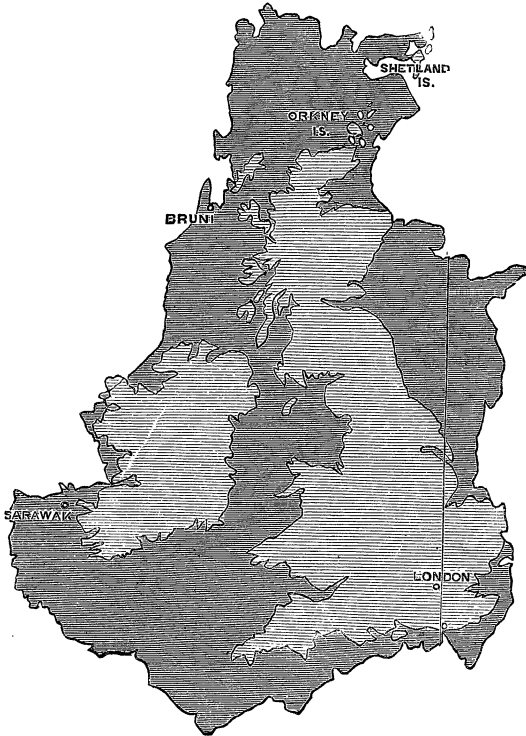 SHETLAND
IS.
ORKNEY
IS.
BRUNI
SARAWAK
LONDON